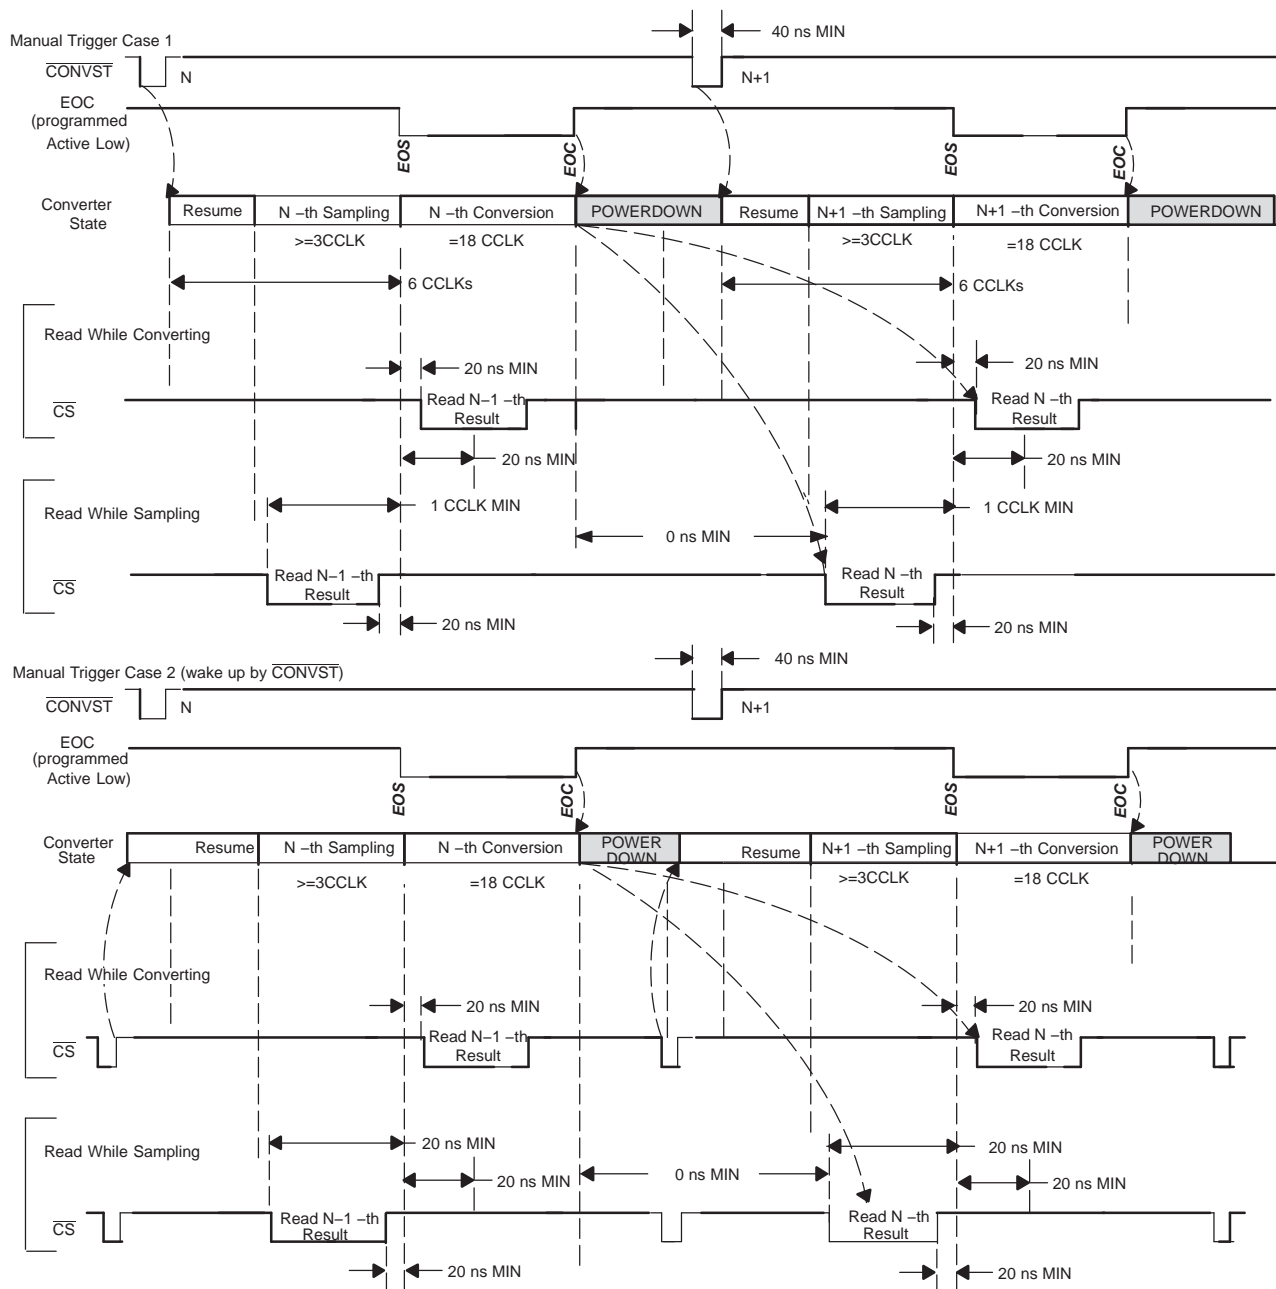 40 ns MIN
Manual Trigger Case 1
CONVST
N
N+1
EOC
(programmed
Active Low)
EOS
EOC
EOS
EOC
Converter
State
Resume
N −th Sampling
N −th Conversion
POWERDOWN
Resume
N+1 −th Sampling
N+1 −th Conversion
POWERDOWN
>=3CCLK
=18 CCLK
>=3CCLK
=18 CCLK
6 CCLKs
6 CCLKs
Read While Converting
20 ns MIN
20 ns MIN
CS
Read N−1 −th
Result
Read N −th
Result
20 ns MIN
20 ns MIN
Read While Sampling
1 CCLK MIN
1 CCLK MIN
0 ns MIN
CS
Read N−1 −th
Result
Read N −th
Result
20 ns MIN
20 ns MIN
40 ns MIN
Manual Trigger Case 2 (wake up by CONVST)
CONVST
N
N+1
EOC
(programmed
Active Low)
EOS
EOC
EOS
EOC
Converter
State
Resume
N −th Sampling
N −th Conversion
POWER
DOWN
Resume
N+1 −th Sampling
N+1 −th Conversion
POWER
DOWN
>=3CCLK
=18 CCLK
>=3CCLK
=18 CCLK
Read While Converting
20 ns MIN
20 ns MIN
CS
Read N−1 −th
Result
Read N −th
Result
Read While Sampling
20 ns MIN
20 ns MIN
20 ns MIN
0 ns MIN
20 ns MIN
CS
Read N−1 −th
Result
Read N −th
Result
20 ns MIN
20 ns MIN